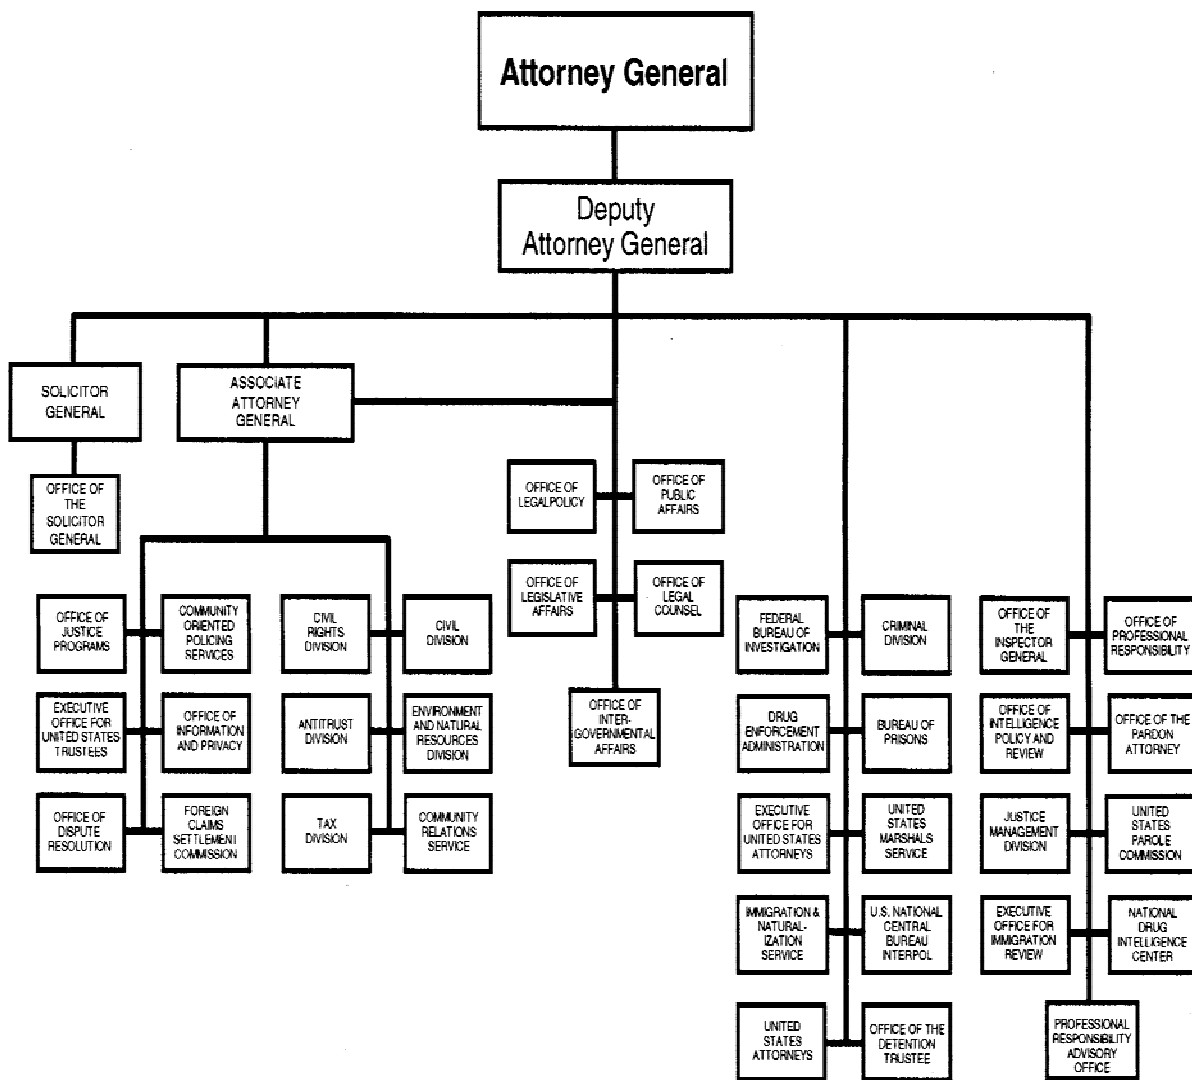 Attorney General
Deputy
Attorney General
SOLICITOR
GENERAL
ASSOCIATE
ATTORNEY
GENERAL
OFFICE OF
THE
SOLICITOR
GENERAL
OFFICE OF
LEGALPOLICY
OFFICE OF
PUBLIC
AFFAIRS
OFFICE OF
LEGISLATIVE
AFFAIRS
OFFICE OF
LEGAL
COUNSEL
OFFICE OF
INTER-
GOVERNMENTAL
AFFAIRS
OFFICE OF
JUSTICE
PROGRAMS
COMMUNITY
ORIENTED
POLICING
SERVICES
CIVIL
RIGHTS
DIVISION
CIVIL
DIVISION
EXECUTIVE
OFFICE FOR
UNITED STATES
TRUSTEES
OFFICE OF
INFORMATION
AND PRIVACY
ANTITRUST
DIVISION
ENVIRONMENT
AND NATURAL
RESOURCES
DIVISION
OFFICE OF
DISPUTE
RESOLUTION
FOREIGN
CLAIMS
SETTLEMENT
COMMISSION
TAX
DIVISION
COMMUNITY
RELATIONS
SERVICE
FEDERAL
BUREAU OF
INVESTIGATION
CRIMINAL
DIVISION
DRUG
ENFORCEMENT
ADMINISTRATION
BUREAU OF
PRISONS
EXECUTIVE
OFFICE FOR
UNITED STATES
ATTORNEYS
UNITED
STATES
MARSHALS
SERVICE
IMMIGRATION &
NATURAL-
IZATION
SERVICE
U.S. NATIONAL
CENTRAL
BUREAU
INTERPOL
UNITED
STATES
ATTORNEYS
OFFICE OF THE
DETENTION
TRUSTEE
OFFICE OF
THE
INSPECTOR
GENERAL
OFFICE OF
PROFESSIONAL
RESPONSIBILITY
OFFICE OF
INTELLIGENCE
POLICY AND
REVIEW
OFFICE OF THE
PARDON
ATTORNEY
JUSTICE
MANAGEMENT
DIVISION
UNITED
STATES
PAROLE
COMMISSION
EXECUTIVE
OFFICE FOR
IMMIGRATION
REVIEW
NATIONAL
DRUG
INTELLIGENCE
CENTER
PROFESSIONAL
RESPONSIBILITY
ADVISORY
OFFICE